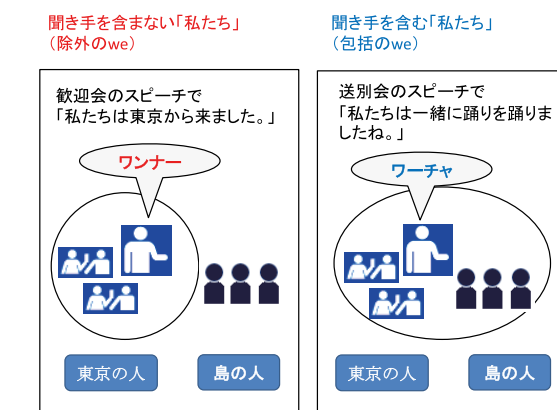 聞き手を含まない「私たち」
（除外のwe）
歓迎会のスピーチで
「私たちは東京から来ました。」
ワンナー
東京の人
島の人
聞き手を含む「私たち」
（包括のwe）
送別会のスピーチで
「私たちは一緒に踊りを踊りま
したね。」
ワーチャ
東京の人
島の人